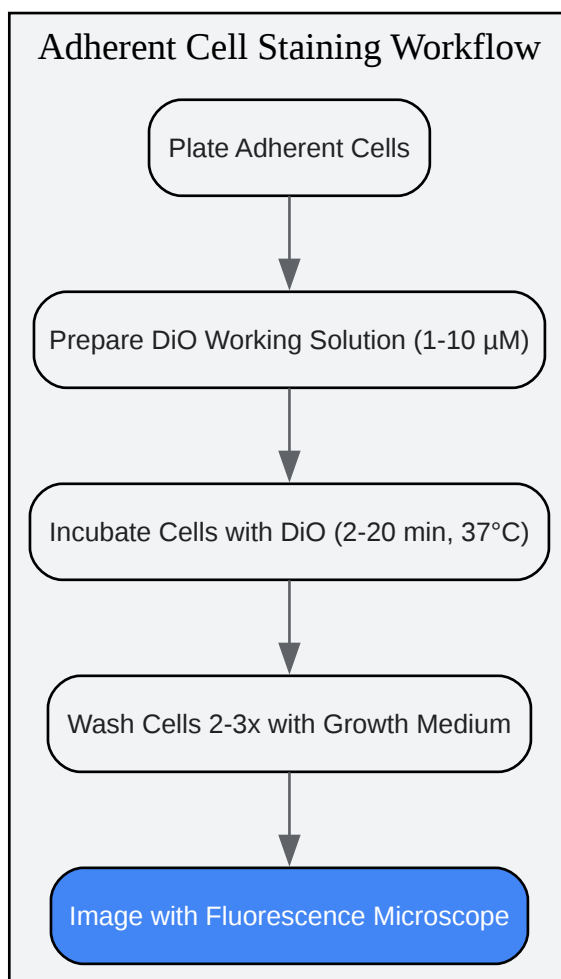 Adherent Cell Staining Workflow
Plate Adherent Cells
Prepare DiO Working Solution (1-10 µM)
Incubate Cells with DiO (2-20 min, 37°C)
Wash Cells 2-3x with Growth Medium
Image with Fluorescence Microscope